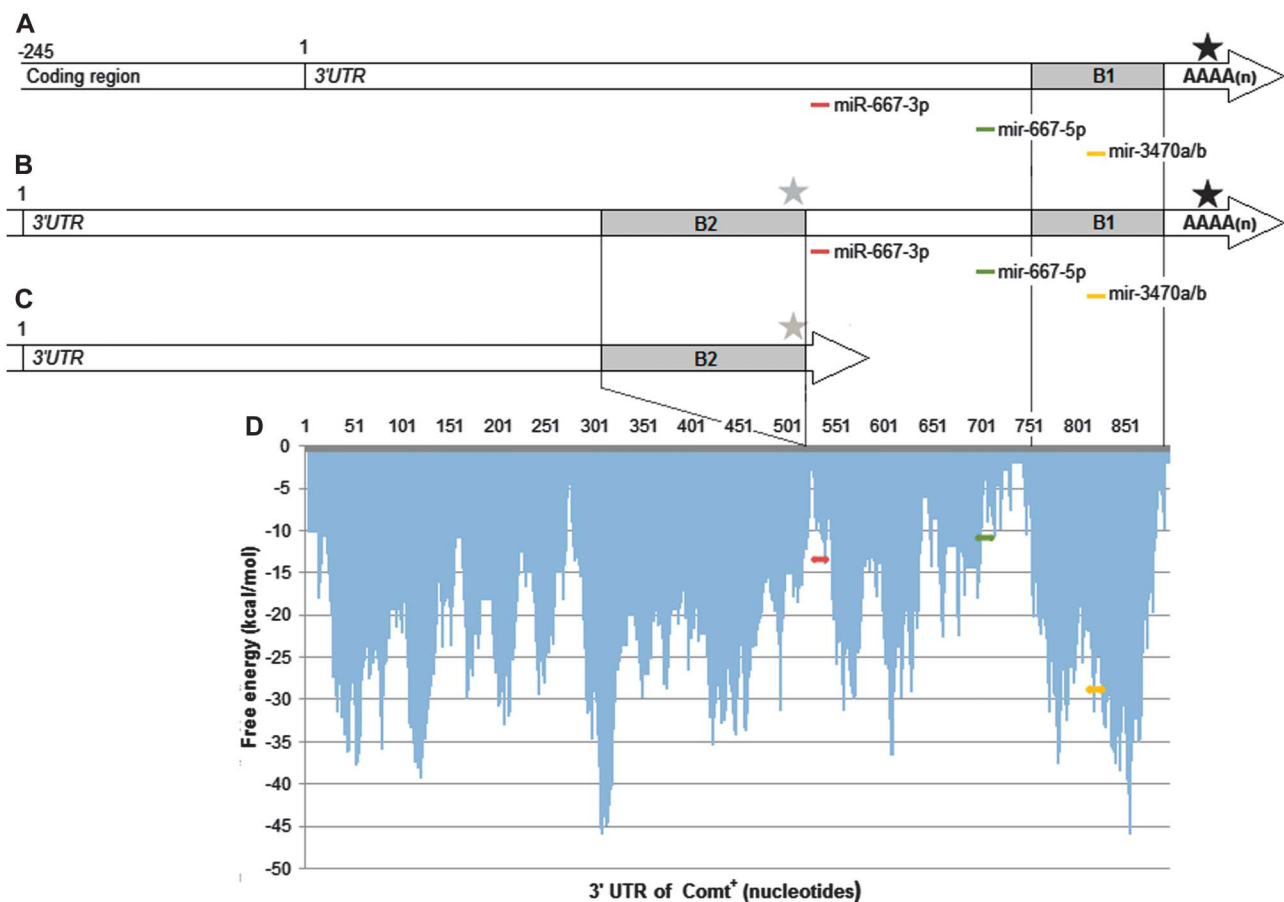 A
-245
1
Coding region
3'UTR
B1
AAAA(n)
miR-667-3p
mir-667-5p
mir-3470a/b
B
1
3'UTR
B2
B1
AAAA(n)
miR-667-3p
mir-667-5p
mir-3470a/b
C
1
3'UTR
B2
D
1 51 101 151 201 251 301 351 401 451 501 551 601 651 701 751 801 851
0
-5
-10
-15
-20
-25
-30
-35
-40
-45
-50
Free energy (kcal/mol)
3' UTR of Comt+ (nucleotides)